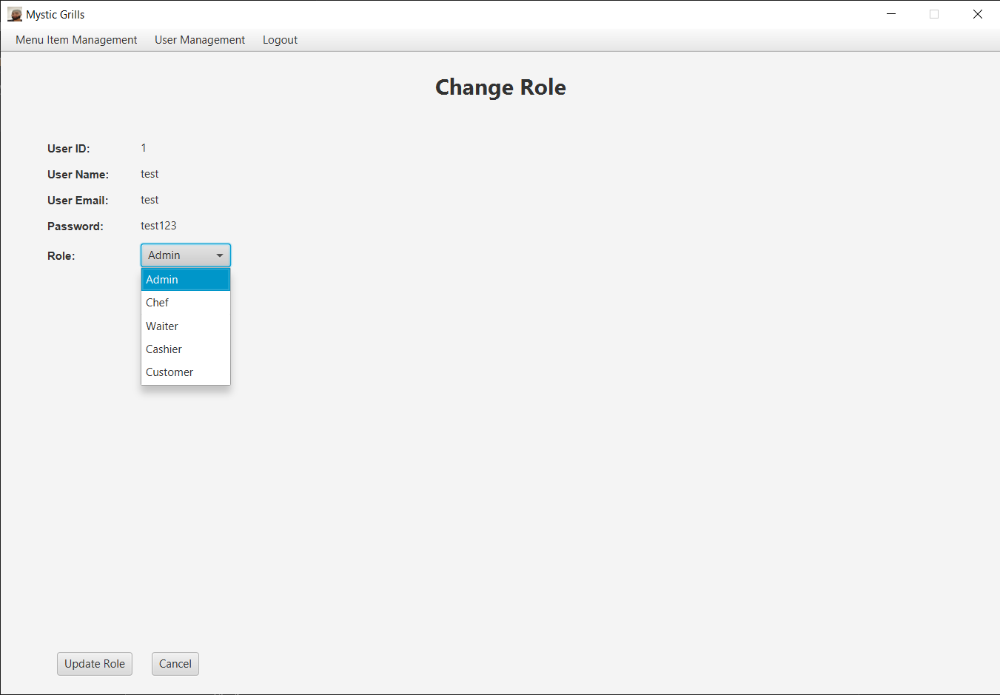 Mystic Grills
Menu Item Management User Management Logout
Change Role
User ID: 1
User Name: test
User Email: test
Password: test123
Role: Admin
Admin
Chef
Waiter
Cashier
Customer
Update Role Cancel